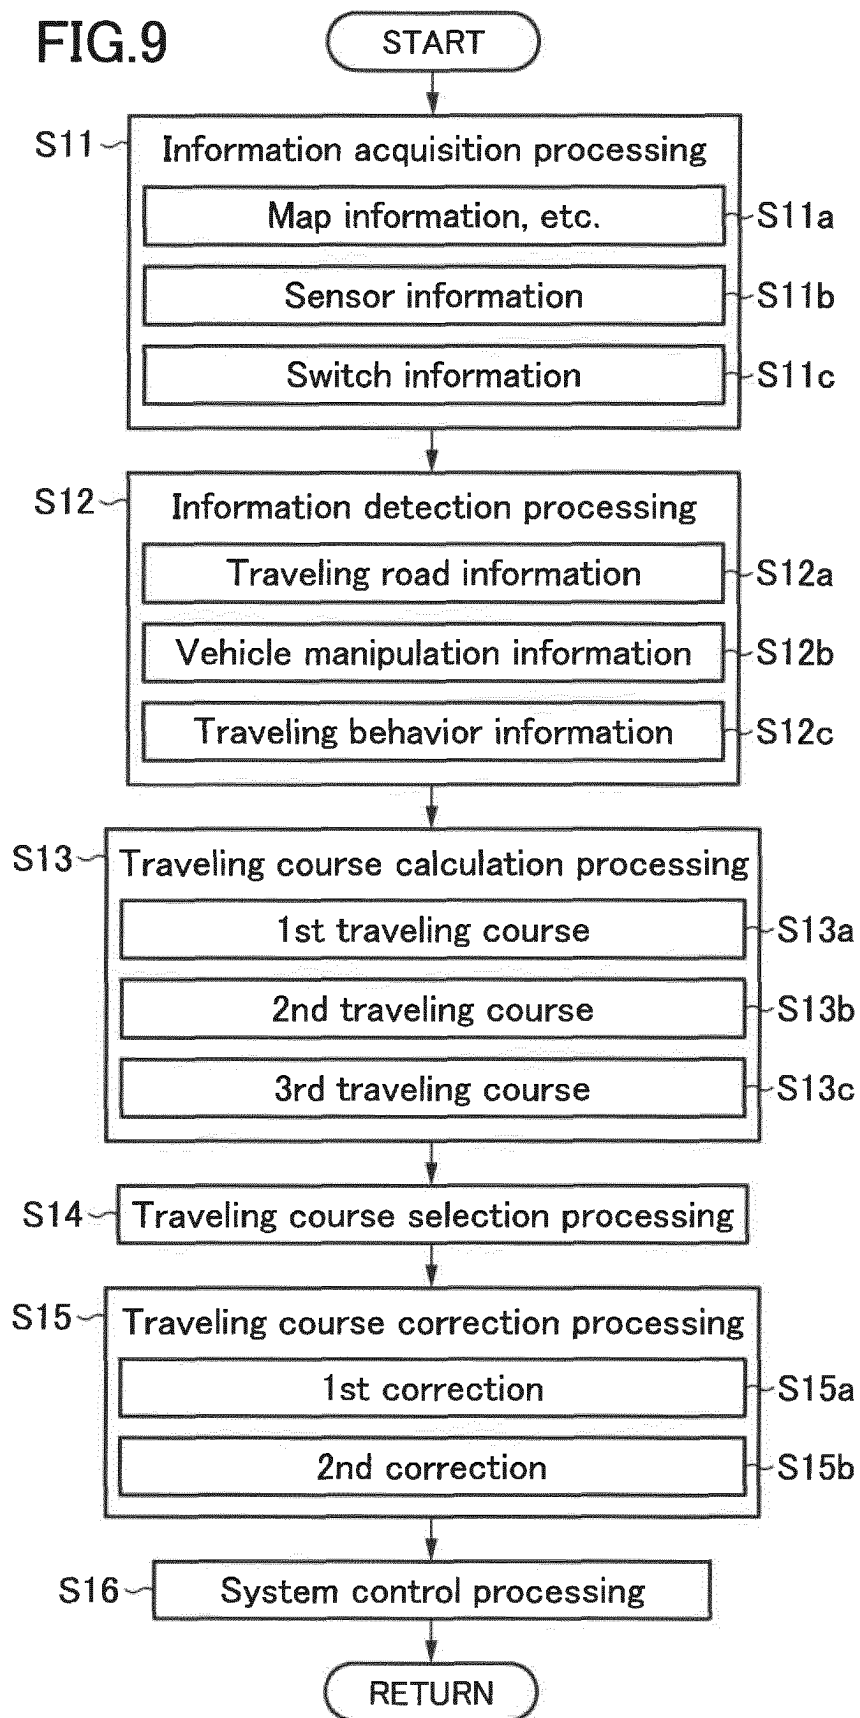 FIG.9
START
S11
Information acquisition processing
Map information, etc.
S11a
Sensor information
S11b
Switch information
S11c
S12
Information detection processing
Traveling road information
S12a
Vehicle manipulation information
S12b
Traveling behavior information
S12c
S13
Traveling course calculation processing
1st traveling course
S13a
2nd traveling course
S13b
3rd traveling course
S13c
S14
Traveling course selection processing
S15
Traveling course correction processing
1st correction
S15a
2nd correction
S15b
S16
System control processing
RETURN